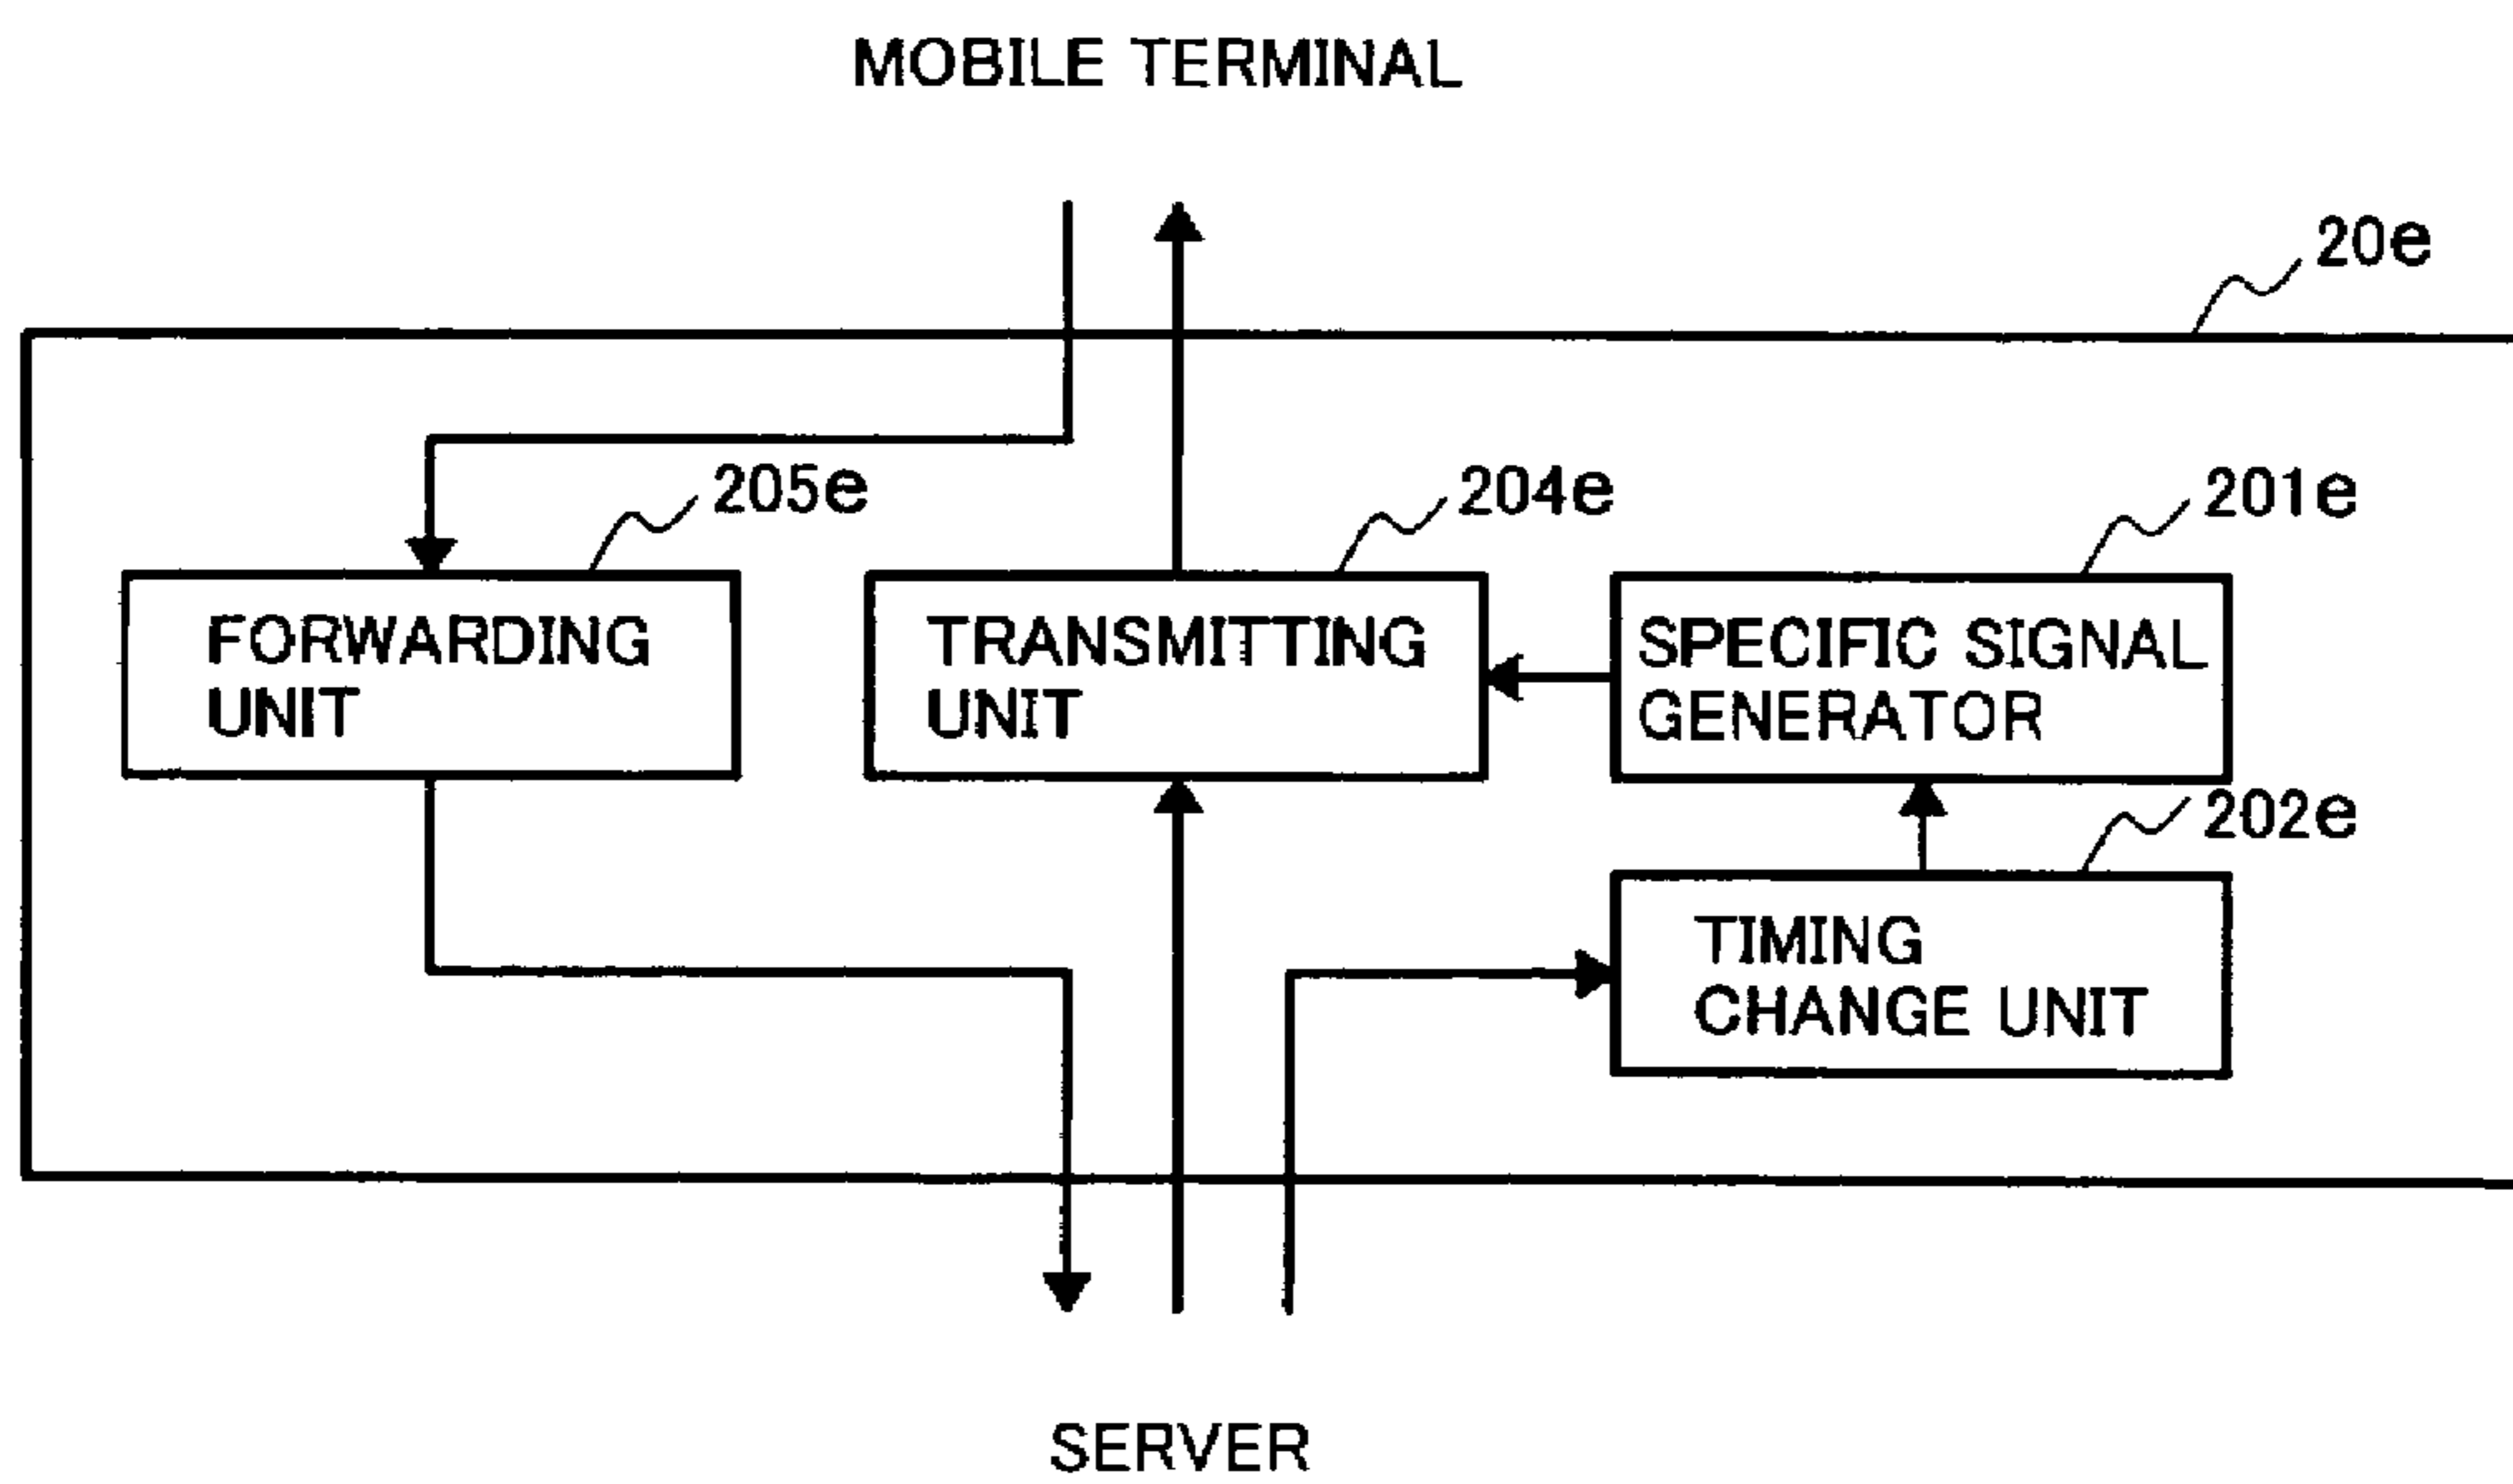 MOBILE TERMINAL
20e
205e
204e
201e
FORWARDING
UNIT
TRANSMITTING
UNIT
SPECIFIC SIGNAL
GENERATOR
202e
TIMING
CHANGE UNIT
SERVER